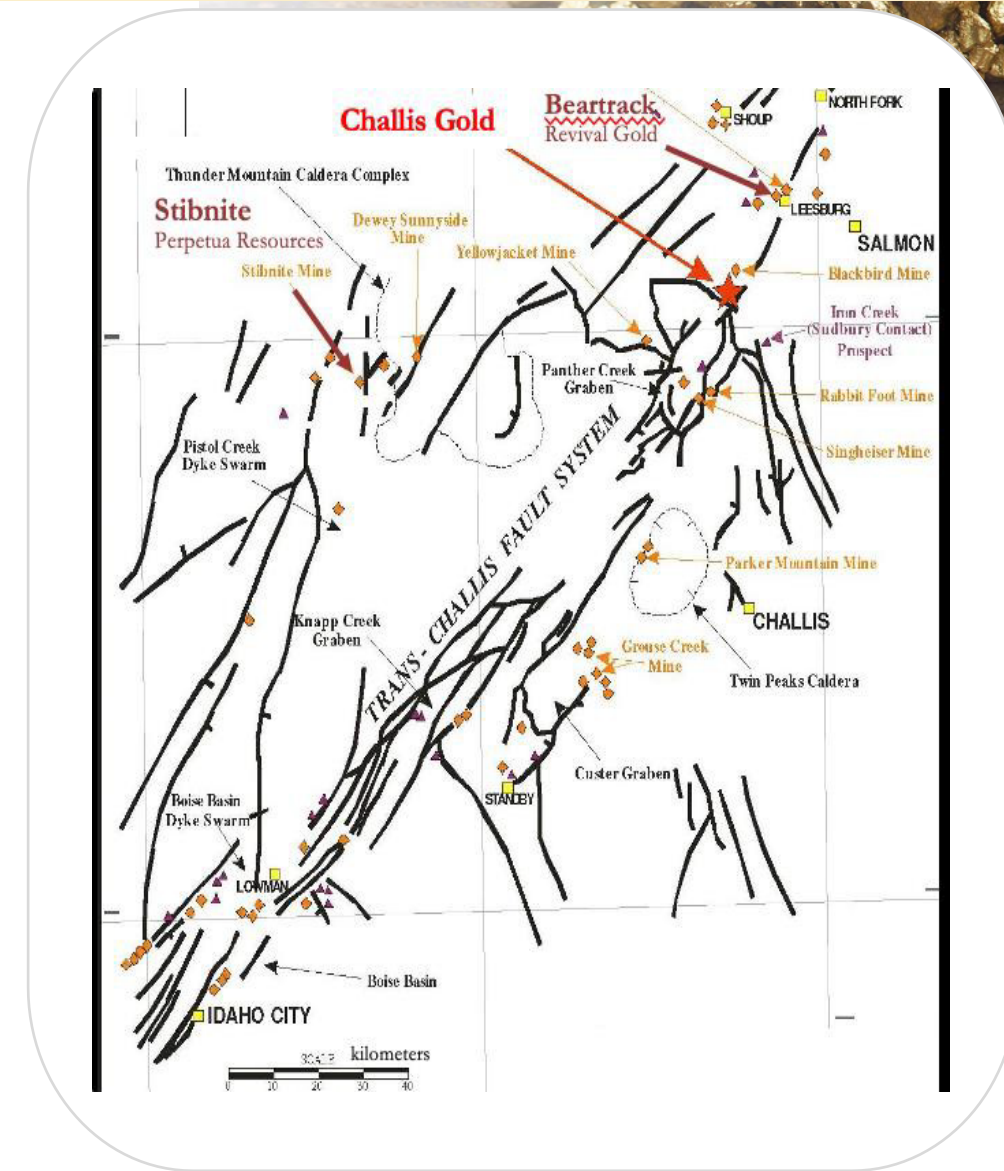 Challis Gold
Beartrack,
Revival Gold
NORTH FORK
SHOUP
Thunder Mountain Caldera Complex
Stibnite
Perpetua Resources
Dewey Sunnyside
Mine
Stibnite Mine
Yellowjacket Mine
LEESBURG
SALMON
Blackbird Mine
Iron Creek
(Sudbury Contact)
Prospect
Panther Creek
Graben
Rabbit Foot Mine
Singheiser Mine
Pistol Creek
Dyke Swarm
TRANS - CHALLIS FAULT SYSTEM
Parker Mountain Mine
CHALLIS
Knapp Creek
Graben
Grouse Creek
Mine
Twin Peaks Caldera
Custer Graben
STANDBY
Boise Basin
Dyke Swarm
LOWMAN
Boise Basin
IDAHO CITY
SCALE kilometers
0 10 20 30 40